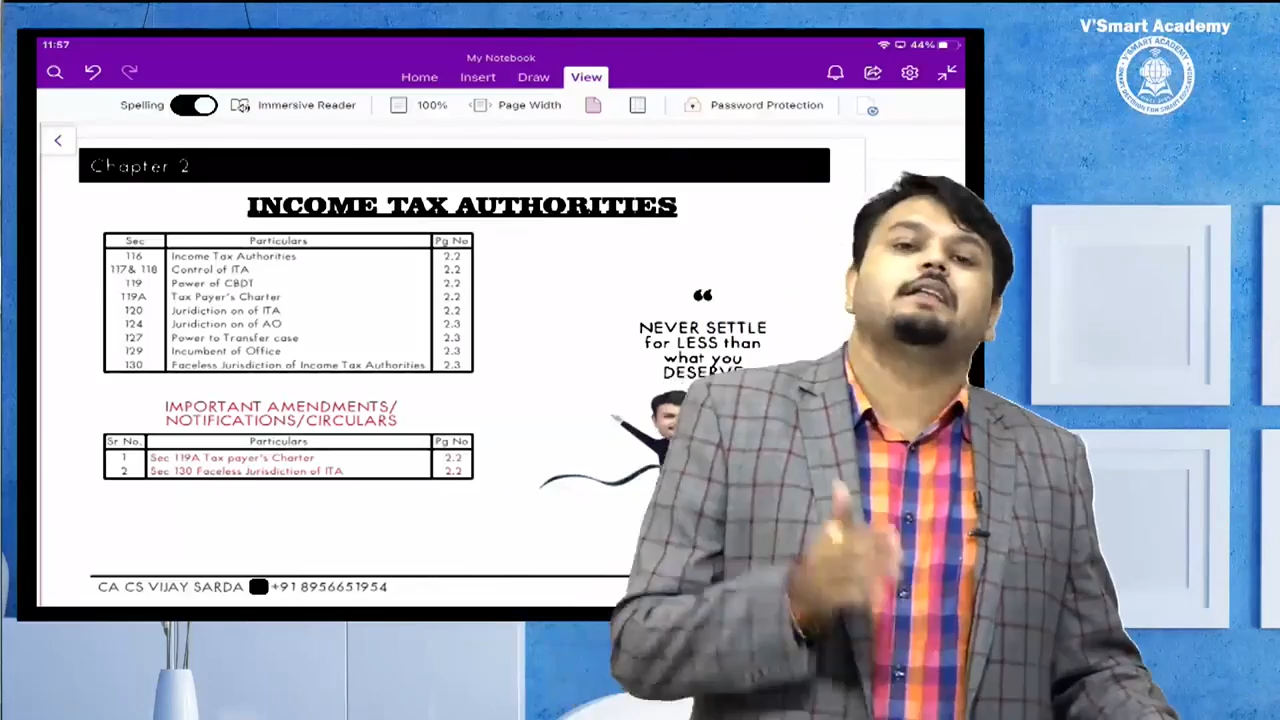 V'Smart Academy
11:57
44%
My Notebook
Home Insert Draw View
Spelling Immersive Reader 100% Page Width Password Protection
Chapter 2
INCOME TAX AUTHORITIES
Sec Particulars Pg No
116 Income Tax Authorities 2.2
117& 118 Control of ITA 2.2
119 Power of CBDT 2.2
119A Tax Payer's Charter 2.2
120 Juridiction on of ITA 2.2
124 Juridiction on of AO 2.3
127 Power to Transfer case 2.3
129 Incumbent of Office 2.3
130 Faceless Jurisdiction of Income Tax Authorities 2.3
“
NEVER SETTLE
for LESS than
what you
DESERVE
IMPORTANT AMENDMENTS/
NOTIFICATIONS/CIRCULARS
Sr No. Particulars Pg No
1 Sec 119A Tax payer's Charter 2.2
2 Sec 130 Faceless Jurisdiction of ITA 2.2
CA CS VIJAY SARDA +91 8956651954